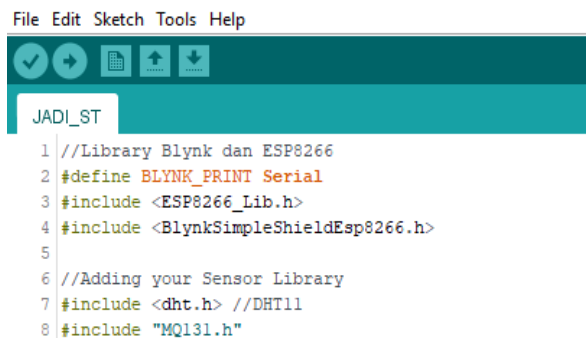 File Edit Sketch Tools Help
JADI_ST
1 //Library Blynk dan ESP8266
2 #define BLYNK_PRINT Serial
3 #include <ESP8266_Lib.h>
4 #include <BlynkSimpleShieldEsp8266.h>
5
6 //Adding your Sensor Library
7 #include <dht.h> //DHT11
8 #include "MQ131.h"